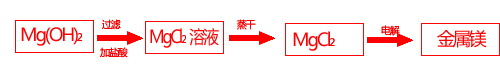 Mg(OH)₂
过滤
加盐酸
MgCl₂ 溶液
蒸干
MgCl₂
电解
金属镁